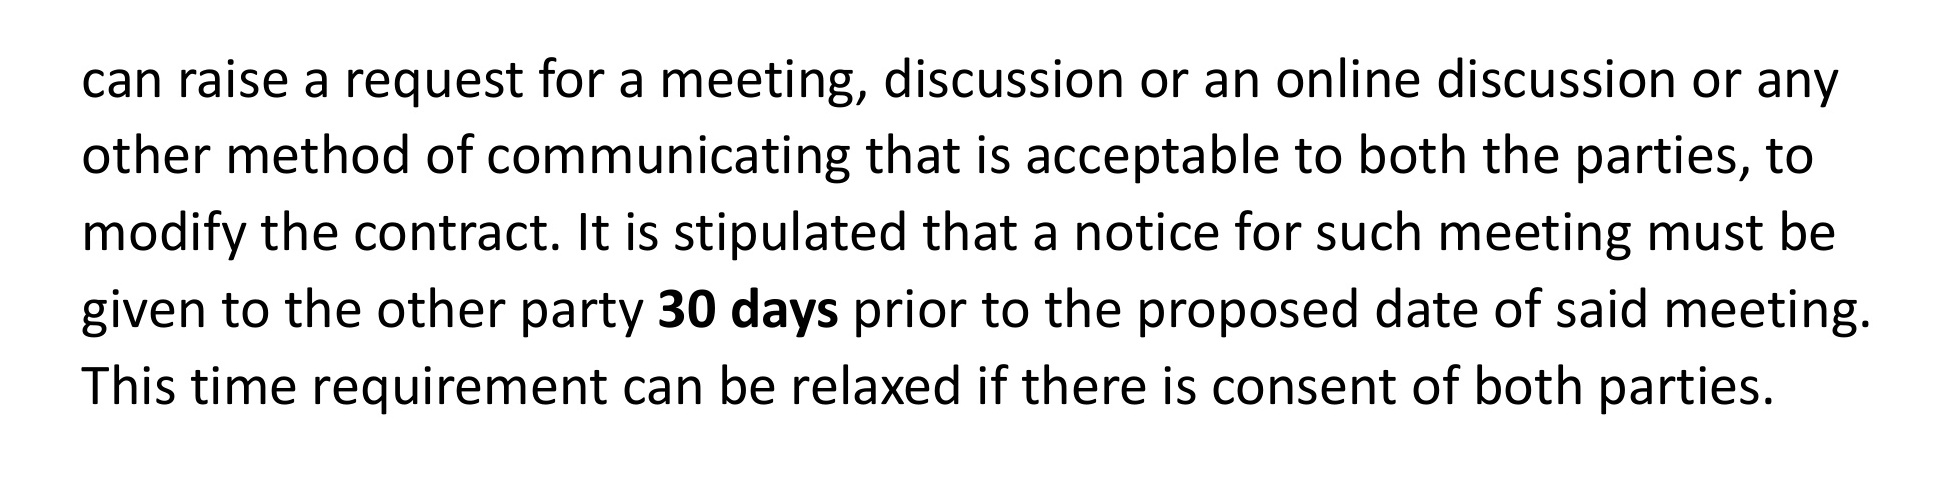 can raise a request for a meeting, discussion or an online discussion or any
other method of communicating that is acceptable to both the parties, to
modify the contract. It is stipulated that a notice for such meeting must be
given to the other party 30 days prior to the proposed date of said meeting.
This time requirement can be relaxed if there is consent of both parties.